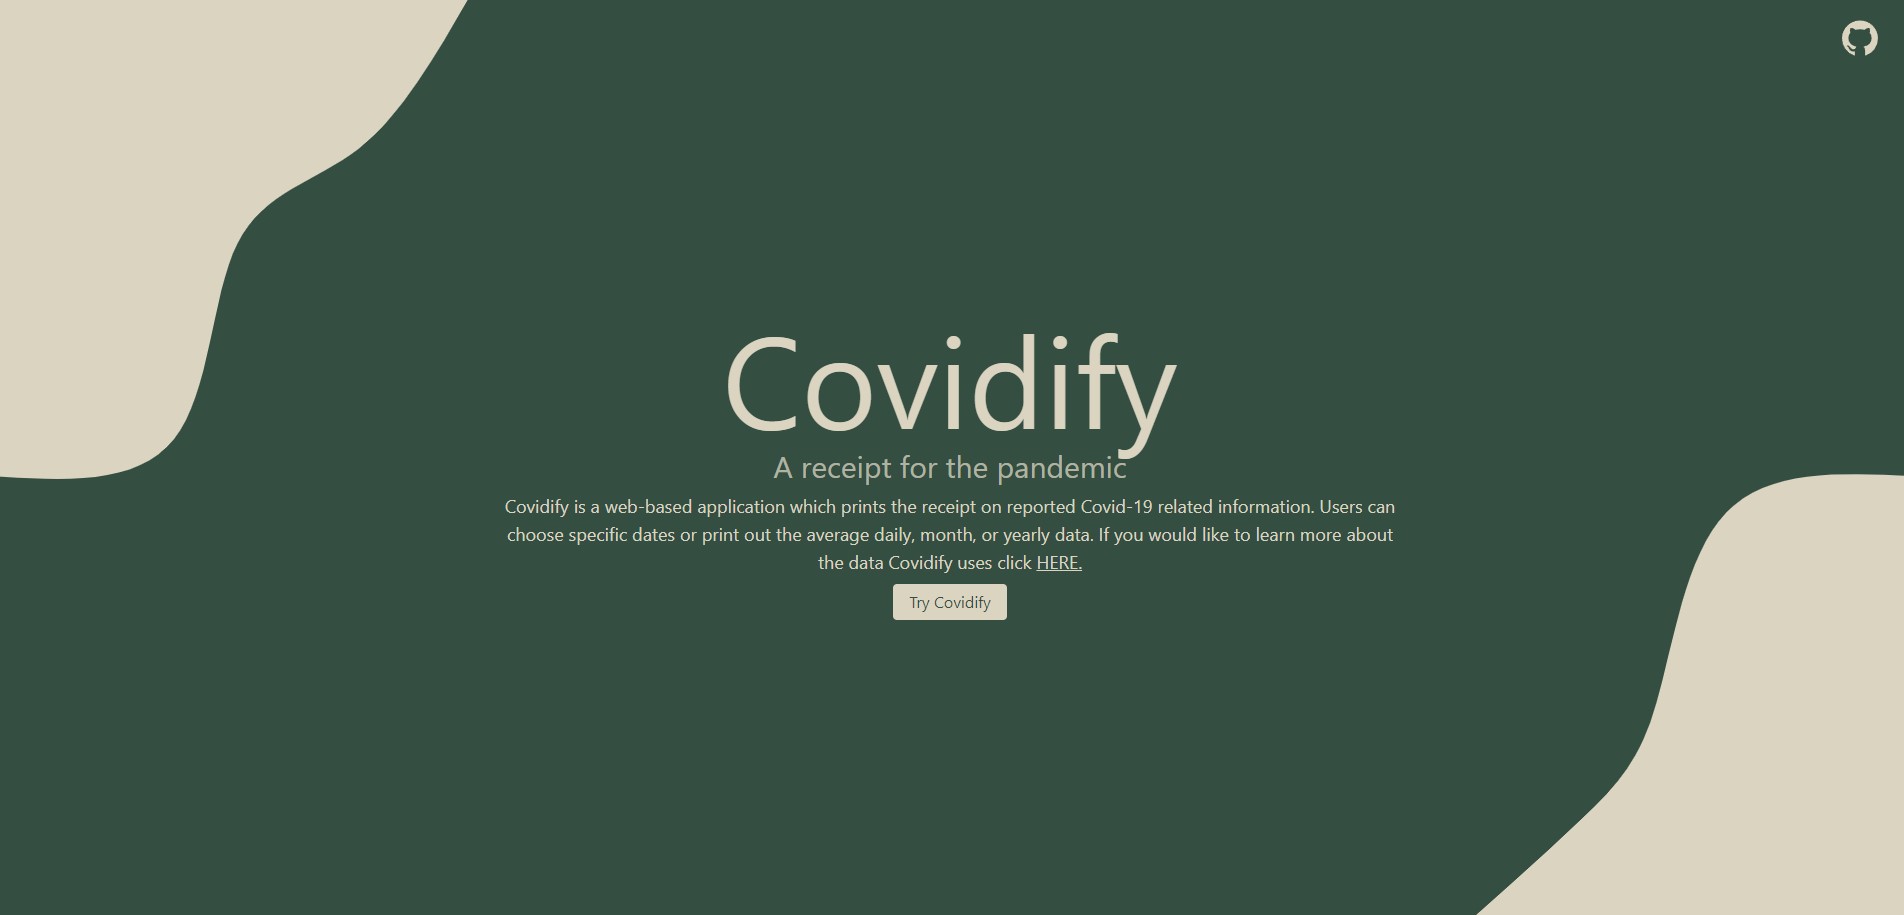 Covidify
A receipt for the pandemic
Covidify is a web-based application which prints the receipt on reported Covid-19 related information. Users can
choose specific dates or print out the average daily, month, or yearly data. If you would like to learn more about
the data Covidify uses click HERE.
Try Covidify